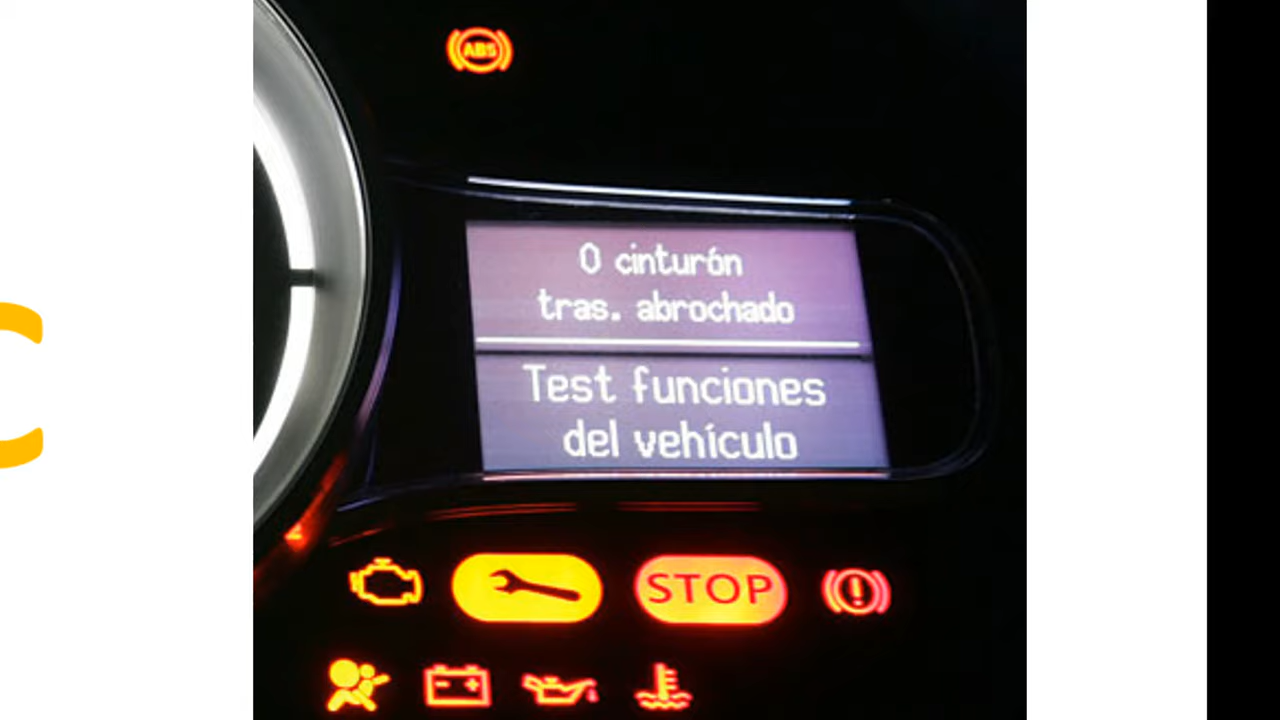 ABS
0 cinturón
tras. abrochado
Test funciones
del vehículo
STOP